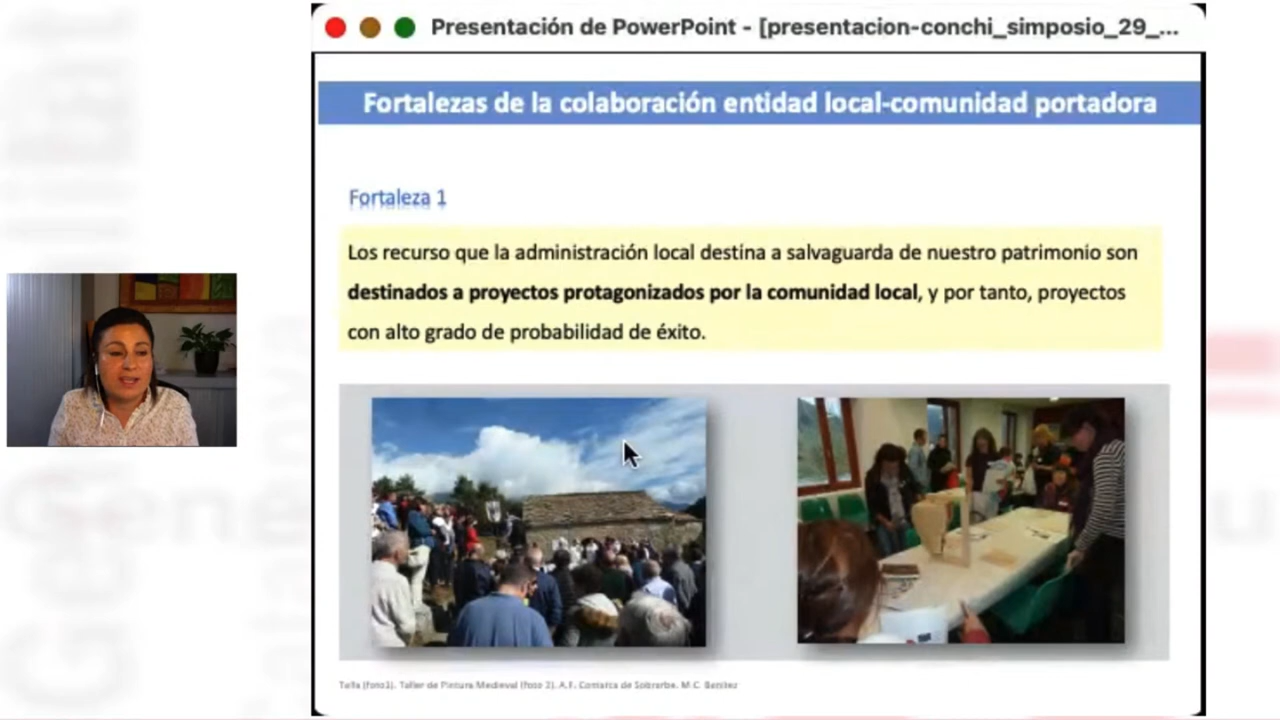 Presentación de PowerPoint - [presentacion-conchi_simposio_29_...
Fortalezas de la colaboración entidad local-comunidad portadora
Fortaleza 1
Los recurso que la administración local destina a salvaguarda de nuestro patrimonio son
destinados a proyectos protagonizados por la comunidad local, y por tanto, proyectos
con alto grado de probabilidad de éxito.
Tella (foto1). Taller de Pintura Medieval (foto 2). A.F. Comarca de Sobrarbe. M.C. Benítez